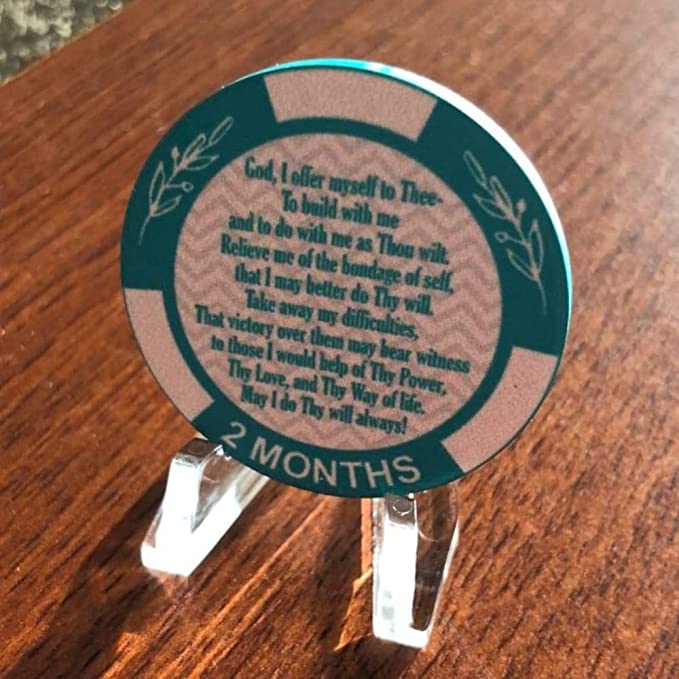 God, I offer myself to Thee-
To build with me
and to do with me as Thou wilt.
Relieve me of the bondage of self,
that I may better do Thy will.
Take away my difficulties,
That victory over them may bear witness
to those I would help of Thy Power,
Thy Love, and Thy Way of life.
May I do Thy will always!
2 MONTHS